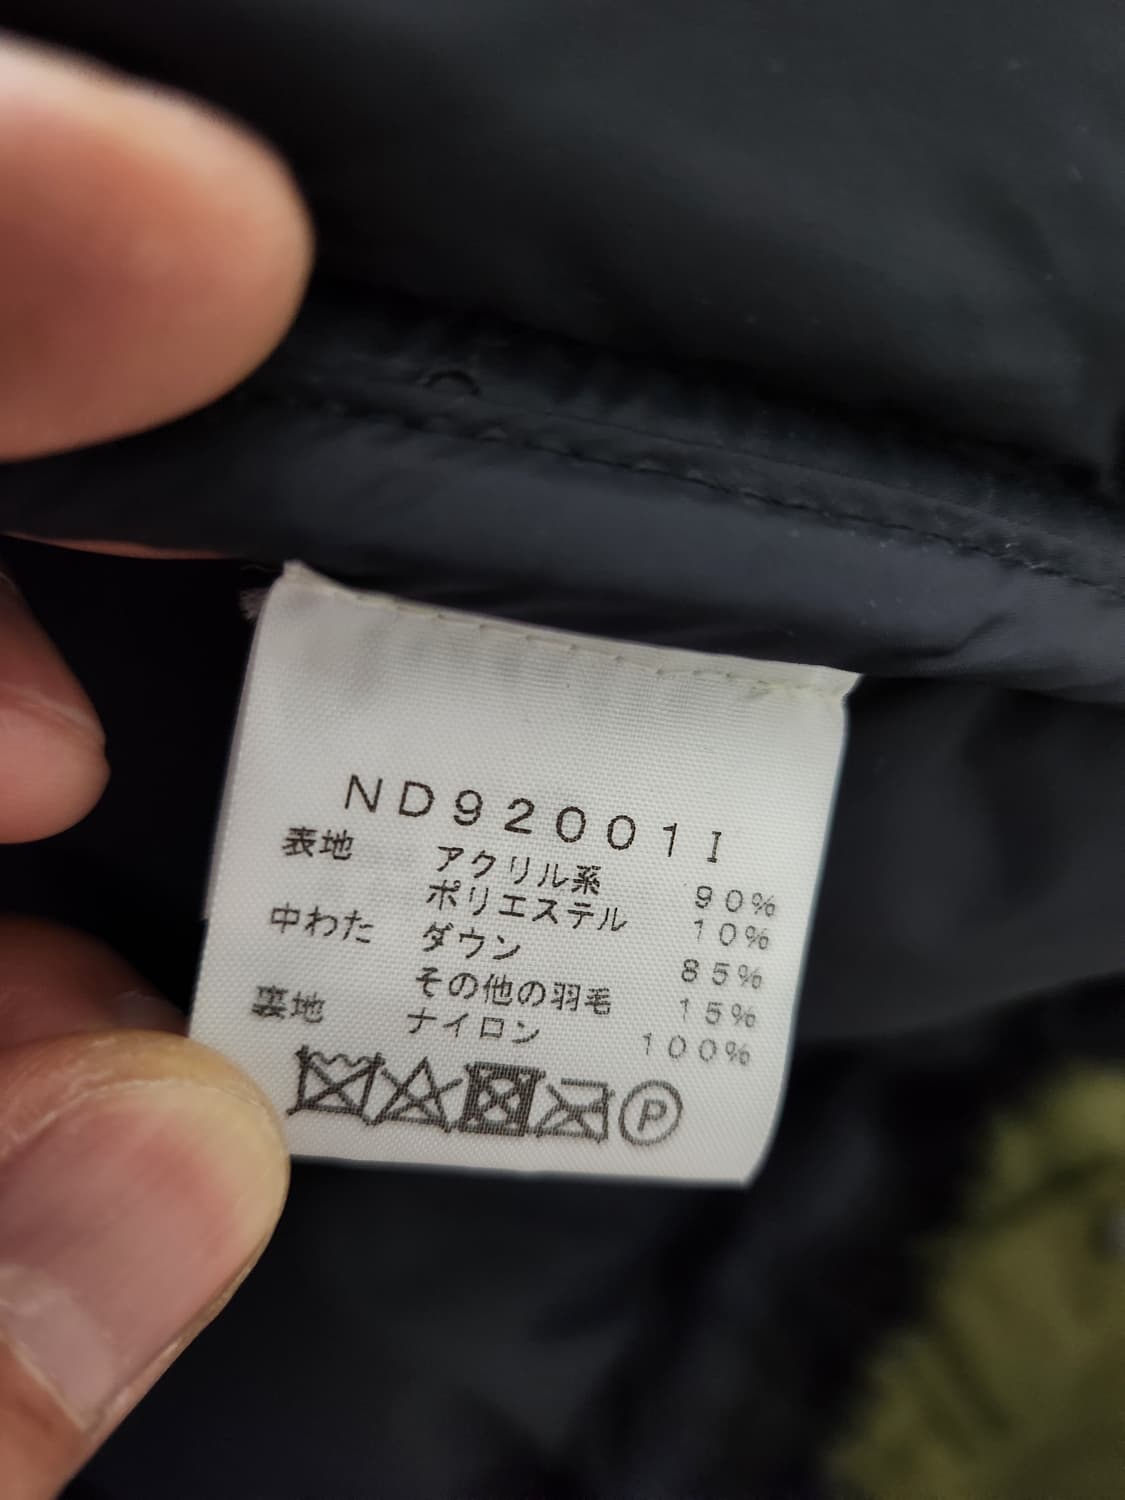 ND92001I
表地 アクリル系 90%
ポリエステル 10%
中わた ダウン 85%
その他の羽毛 15%
裏地 ナイロン 100%
P